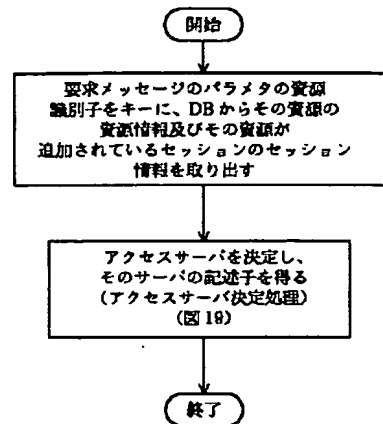 開始
要求メッセージのパラメタの資源
識別子をキーに、DBからその資源の
資源情報及びその資源が
追加されているセッションのセッション
情報を取り出す
アクセスサーバを決定し、
そのサーバの記述子を得る
(アクセスサーバ決定処理)
(図19)
終了